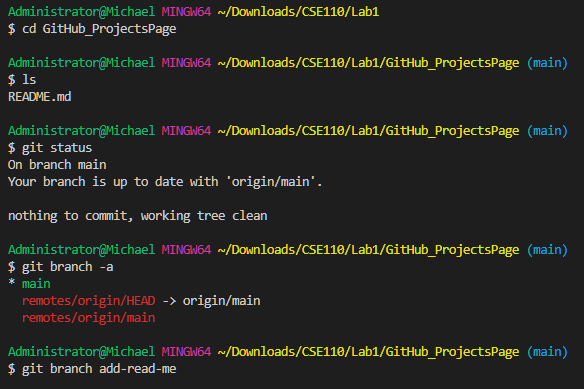 Administrator@Michael MINGW64 ~/Downloads/CSE110/Lab1
$ cd GitHub_ProjectsPage
Administrator@Michael MINGW64 ~/Downloads/CSE110/Lab1/GitHub_ProjectsPage (main)
$ ls
README.md
Administrator@Michael MINGW64 ~/Downloads/CSE110/Lab1/GitHub_ProjectsPage (main)
$ git status
On branch main
Your branch is up to date with 'origin/main'.
nothing to commit, working tree clean
Administrator@Michael MINGW64 ~/Downloads/CSE110/Lab1/GitHub_ProjectsPage (main)
$ git branch -a
* main
  remotes/origin/HEAD -> origin/main
  remotes/origin/main
Administrator@Michael MINGW64 ~/Downloads/CSE110/Lab1/GitHub_ProjectsPage (main)
$ git branch add-read-me